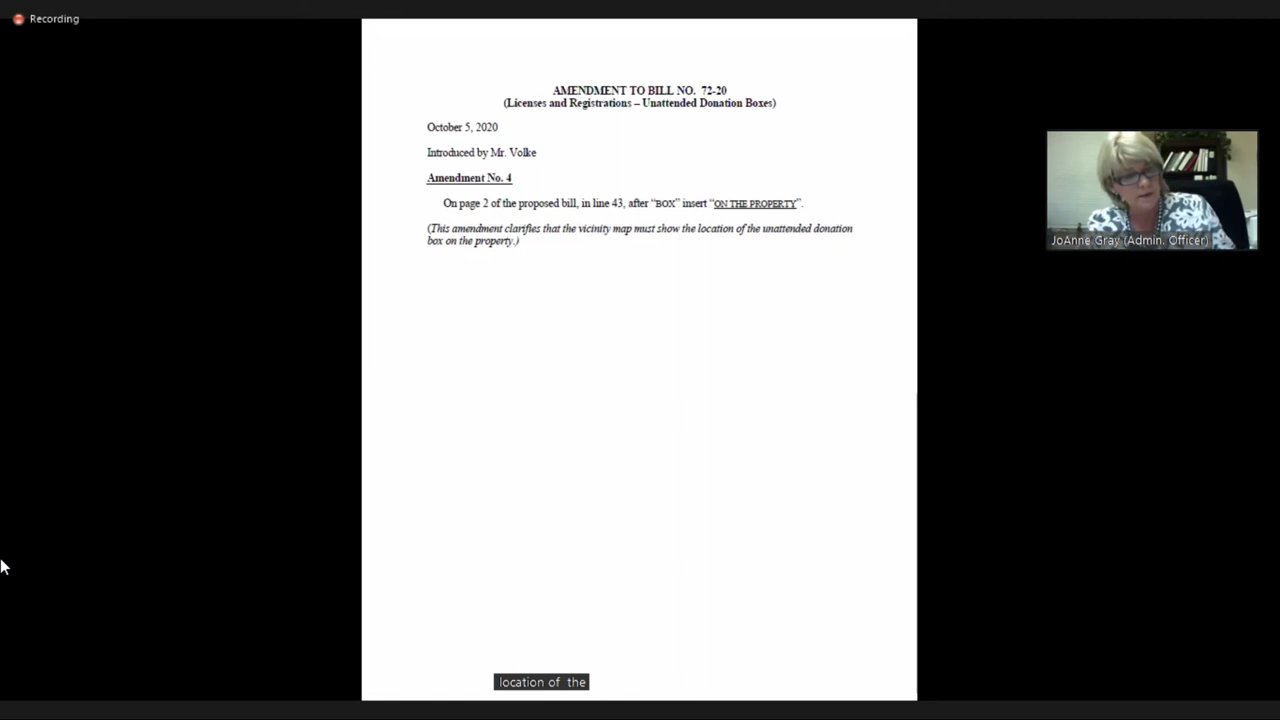 Recording
AMENDMENT TO BILL NO. 72-20
(Licenses and Registrations – Unattended Donation Boxes)
October 5, 2020
Introduced by Mr. Volke
Amendment No. 4
On page 2 of the proposed bill, in line 43, after “BOX” insert “ON THE PROPERTY”.
(This amendment clarifies that the vicinity map must show the location of the unattended donation
box on the property.)
JoAnne Gray (Admin. Officer)
location of the